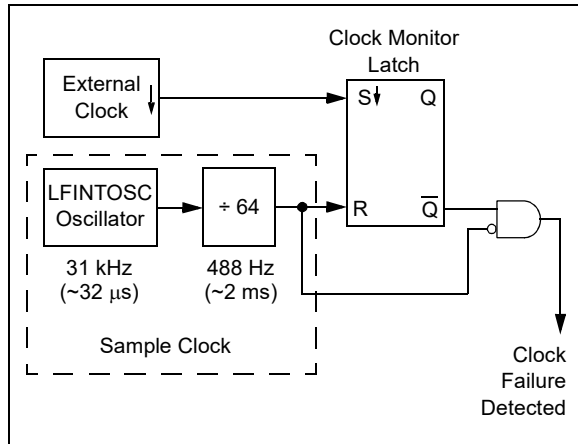 Clock Monitor
Latch
External
Clock
S
Q
LFINTOSC
Oscillator
÷ 64
R
Q̅
31 kHz
(~32 μs)
488 Hz
(~2 ms)
Sample Clock
Clock
Failure
Detected